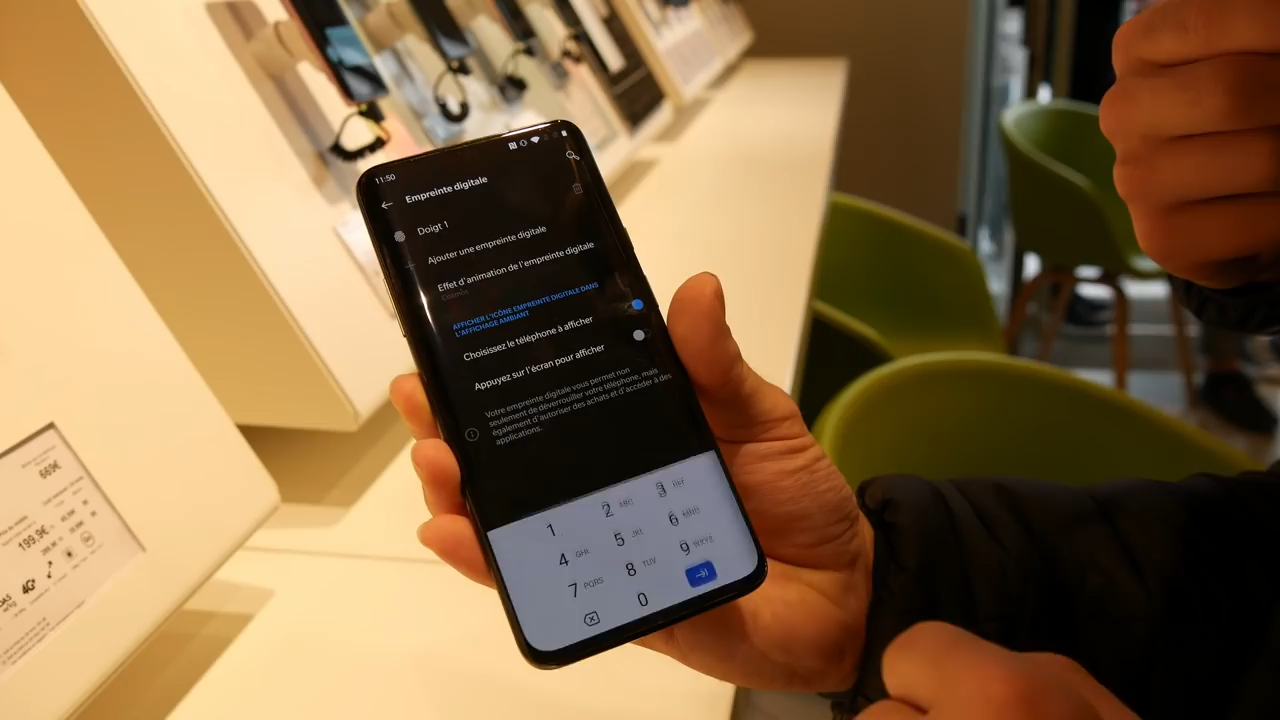 11:50
Empreinte digitale
Doigt 1
Ajouter une empreinte digitale
Effet d'animation de l'empreinte digitale
Cosmos
AFFICHER L'ICÔNE EMPREINTE DIGITALE DANS
L'AFFICHAGE AMBIANT
Choisissez le téléphone à afficher
Appuyez sur l'écran pour afficher
Votre empreinte digitale vous permet non
seulement de déverrouiller votre téléphone, mais
également d'autoriser des achats et d'accéder à des
applications.
1
2 ABC
3 DEF
4 GHI
5 JKL
6 MNO
7 PQRS
8 TUV
9 WXYZ
0
669€
199,9€
4G+